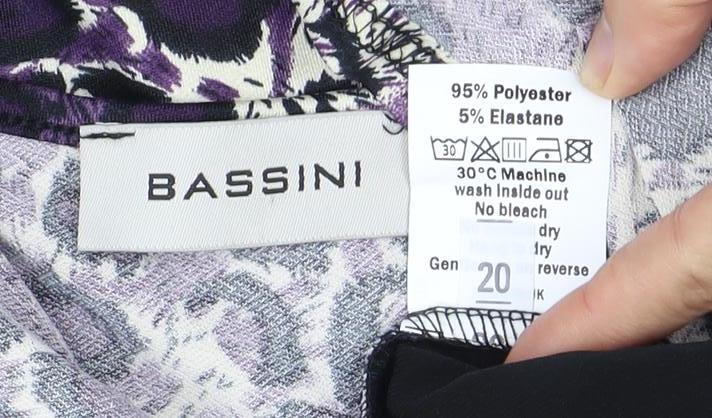 BASSINI
95% Polyester
5% Elastane
30
30°C Machine
wash inside out
No bleach
dry
dry
Gen reverse
20
K